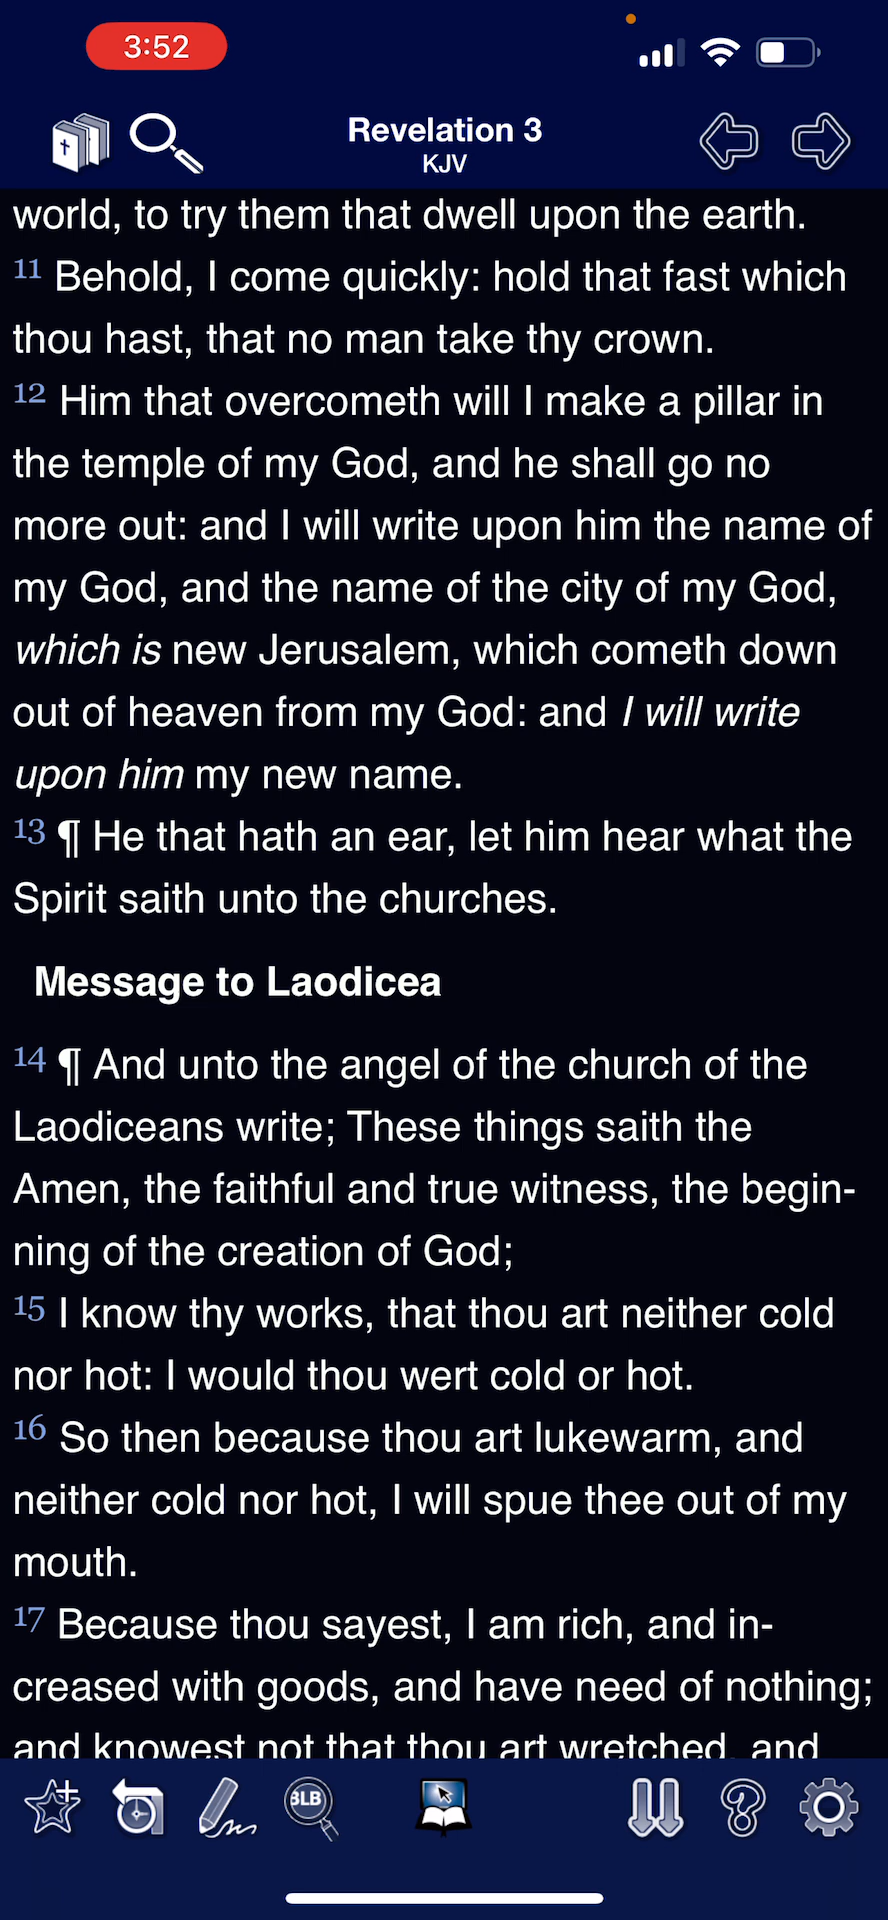 3:52
Revelation 3
KJV
world, to try them that dwell upon the earth.
11 Behold, I come quickly: hold that fast which
thou hast, that no man take thy crown.
12 Him that overcometh will I make a pillar in
the temple of my God, and he shall go no
more out: and I will write upon him the name of
my God, and the name of the city of my God,
which is new Jerusalem, which cometh down
out of heaven from my God: and I will write
upon him my new name.
13 ¶ He that hath an ear, let him hear what the
Spirit saith unto the churches.
Message to Laodicea
14 ¶ And unto the angel of the church of the
Laodiceans write; These things saith the
Amen, the faithful and true witness, the begin-
ning of the creation of God;
15 I know thy works, that thou art neither cold
nor hot: I would thou wert cold or hot.
16 So then because thou art lukewarm, and
neither cold nor hot, I will spue thee out of my
mouth.
17 Because thou sayest, I am rich, and in-
creased with goods, and have need of nothing;
and knowest not that thou art wretched, and
BLB